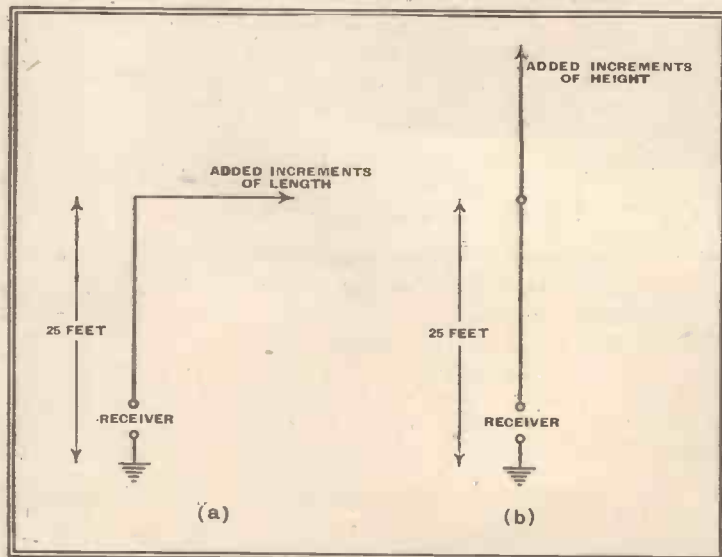 ADDED INCREMENTS
OF LENGTH
25 FEET
RECEIVER
(a)
ADDED INCREMENTS
OF HEIGHT
25 FEET
RECEIVER
(b)